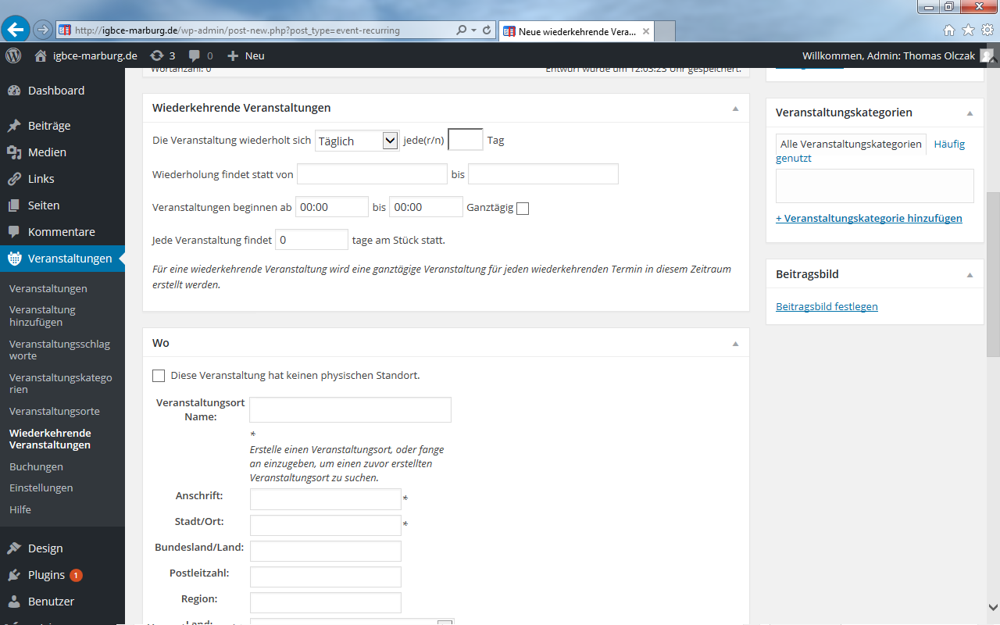 http://igbce-marburg.de/wp-admin/post-new.php?post_type=event-recurring
Neue wiederkehrende Vera...
igbce-marburg.de
3
0
Neu
Willkommen, Admin: Thomas Olczak
Dashboard
Beiträge
Medien
Links
Seiten
Kommentare
Veranstaltungen
Veranstaltungen
Veranstaltung
hinzufügen
Veranstaltungsschlag
worte
Veranstaltungskatego
rien
Veranstaltungsorte
Wiederkehrende
Veranstaltungen
Buchungen
Einstellungen
Hilfe
Design
Plugins 1
Benutzer
Wortanzahl: 0
Entwurf wurde um 12:03:23 Uhr gespeichert.
Wiederkehrende Veranstaltungen
Die Veranstaltung wiederholt sich Täglich jede(r/n) Tag
Wiederholung findet statt von bis
Veranstaltungen beginnen ab 00:00 bis 00:00 Ganztägig
Jede Veranstaltung findet 0 tage am Stück statt.
Für eine wiederkehrende Veranstaltung wird eine ganztägige Veranstaltung für jeden wiederkehrenden Termin in diesem Zeitraum
erstellt werden.
Wo
Diese Veranstaltung hat keinen physischen Standort.
Veranstaltungsort
Name:
*
Erstelle einen Veranstaltungsort, oder fange
an einzugeben, um einen zuvor erstellten
Veranstaltungsort zu suchen.
Anschrift: *
Stadt/Ort: *
Bundesland/Land:
Postleitzahl:
Region:
Land:
Veranstaltungskategorien
Alle Veranstaltungskategorien Häufig
genutzt
+ Veranstaltungskategorie hinzufügen
Beitragsbild
Beitragsbild festlegen